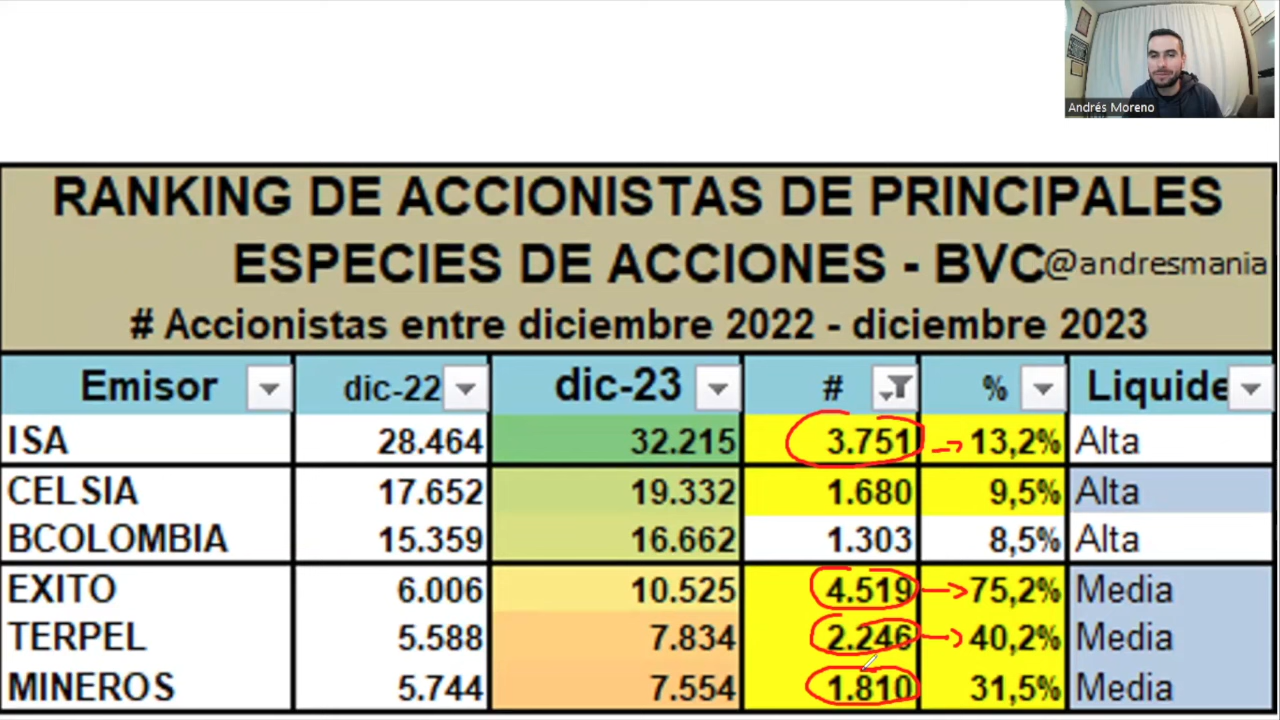 Andrés Moreno
RANKING DE ACCIONISTAS DE PRINCIPALES
ESPECIES DE ACCIONES - BVC @andresmania
# Accionistas entre diciembre 2022 - diciembre 2023
Emisor dic-22 dic-23 # % Liquide
ISA 28.464 32.215 3.751 13,2% Alta
CELSIA 17.652 19.332 1.680 9,5% Alta
BCOLOMBIA 15.359 16.662 1.303 8,5% Alta
EXITO 6.006 10.525 4.519 75,2% Media
TERPEL 5.588 7.834 2.246 40,2% Media
MINEROS 5.744 7.554 1.810 31,5% Media